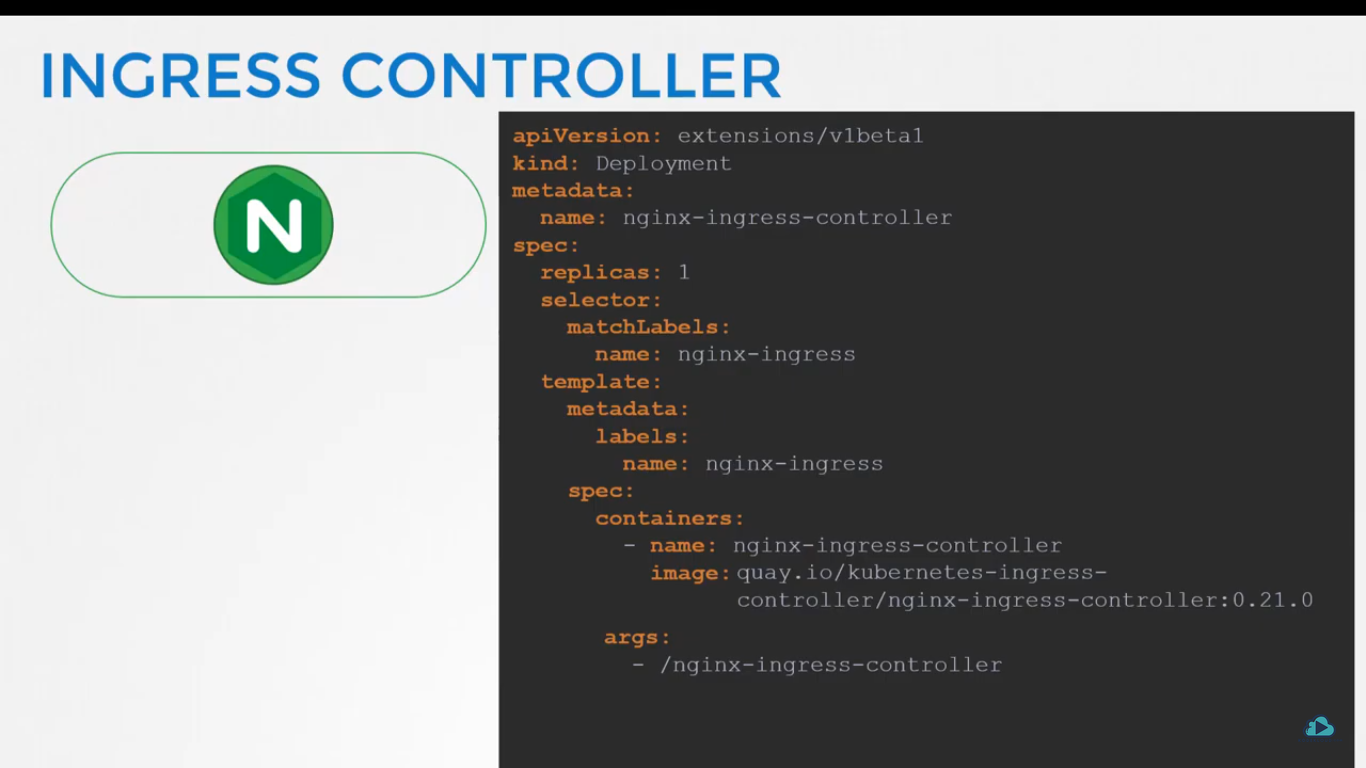 INGRESS CONTROLLER
N
apiVersion: extensions/v1beta1
kind: Deployment
metadata:
  name: nginx-ingress-controller
spec:
  replicas: 1
  selector:
    matchLabels:
      name: nginx-ingress
  template:
    metadata:
      labels:
        name: nginx-ingress
    spec:
      containers:
        - name: nginx-ingress-controller
          image: quay.io/kubernetes-ingress-
                 controller/nginx-ingress-controller:0.21.0
      args:
        - /nginx-ingress-controller